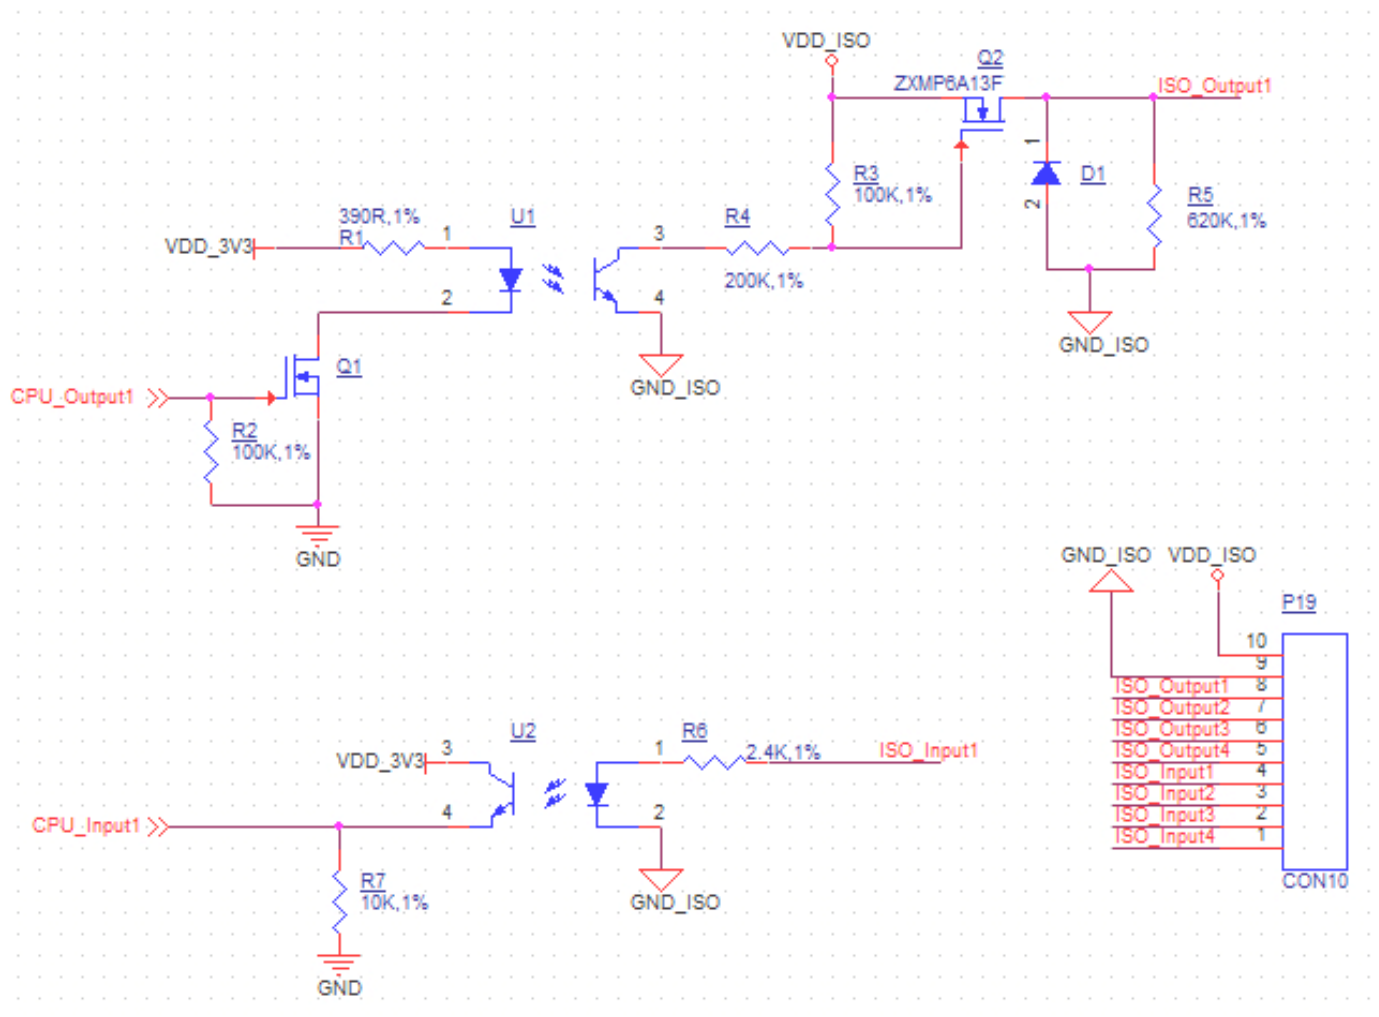 VDD_ISO
Q2
ZXMP6A13F
ISO_Output1
1
D1
2
R3
100K,1%
R5
620K,1%
390R,1%
R1
VDD_3V3
1
U1
3
R4
200K,1%
2
4
GND_ISO
GND_ISO
CPU_Output1
Q1
R2
100K,1%
GND
GND_ISO
VDD_ISO
P19
10
9
ISO_Output1 8
ISO_Output2 7
ISO_Output3 6
ISO_Output4 5
ISO_Input1 4
ISO_Input2 3
ISO_Input3 2
ISO_Input4 1
CON10
VDD_3V3
3
U2
1
R6
2.4K,1%
ISO_Input1
CPU_Input1
4
2
R7
10K,1%
GND_ISO
GND